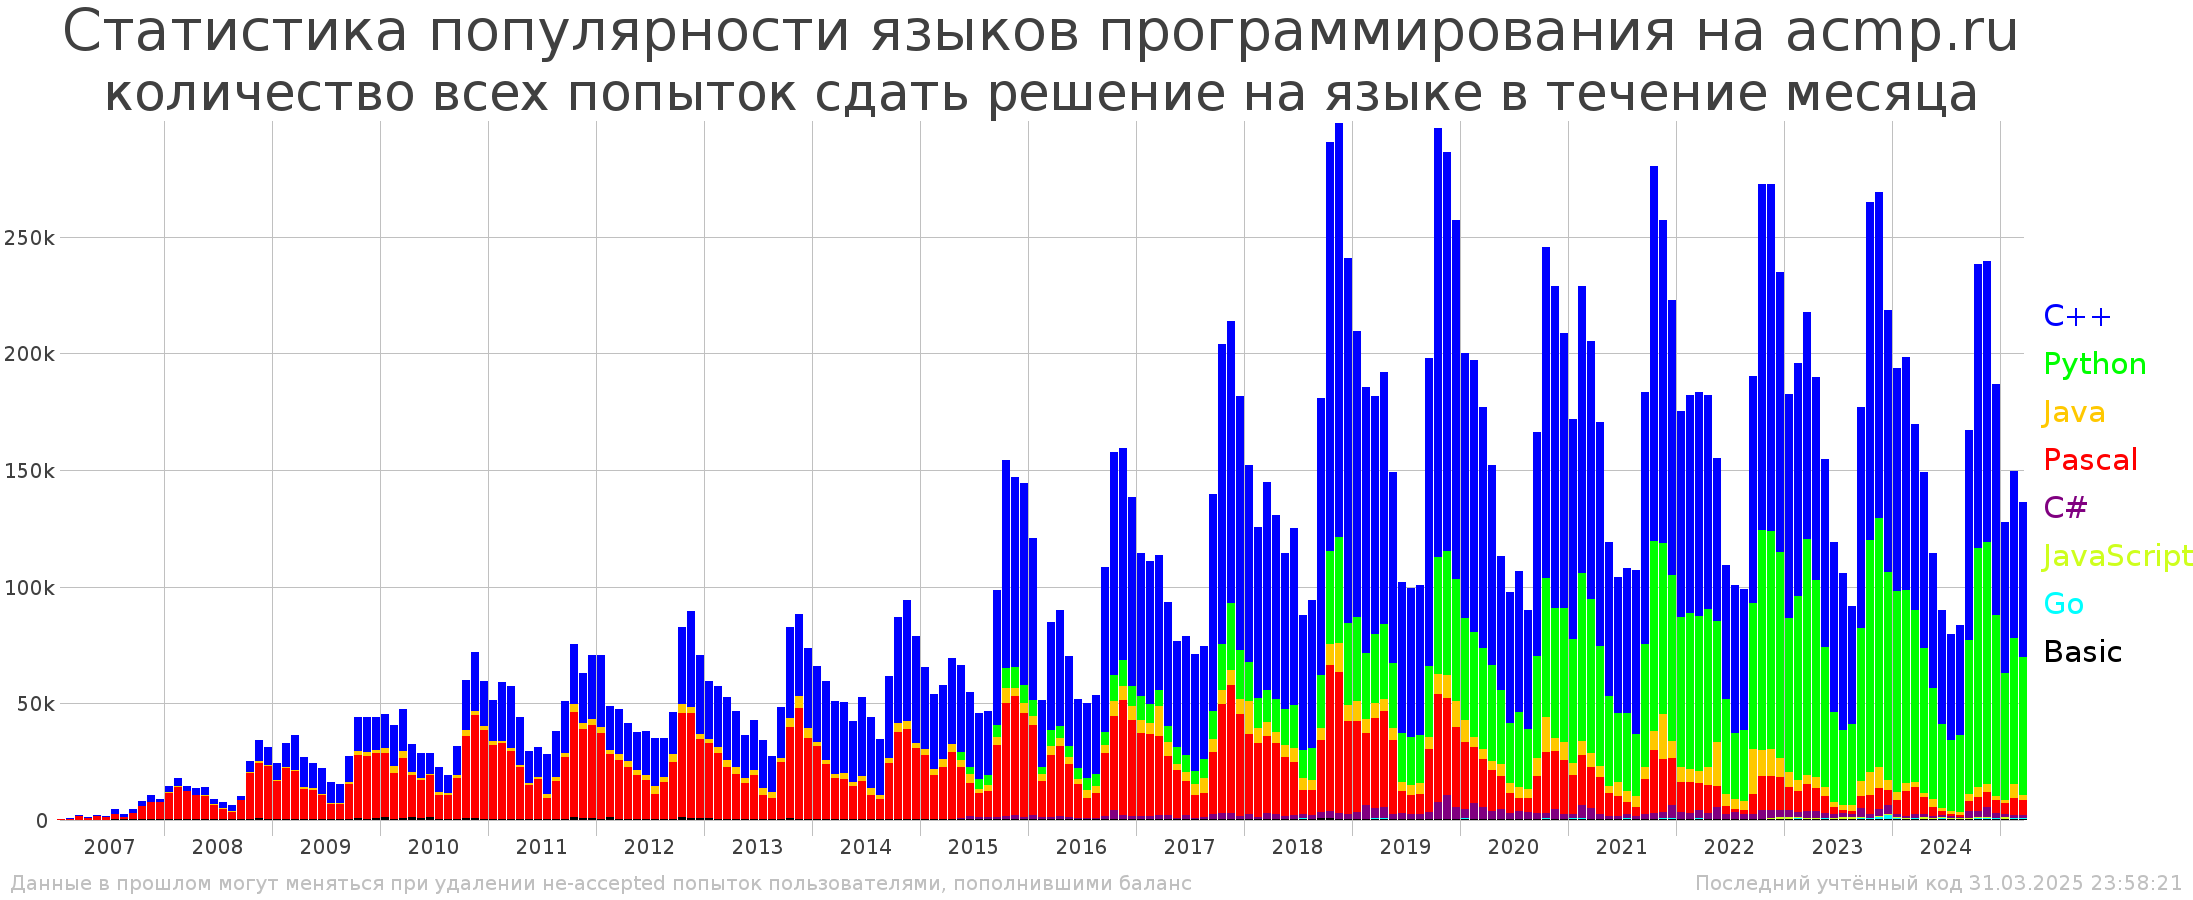 Статистика популярности языков программирования на acmp.ru
количество всех попыток сдать решение на языке в течение месяца
250k
200k
150k
100k
50k
0
C++
Python
Java
Pascal
C#
JavaScript
Go
Basic
2007 2008 2009 2010 2011 2012 2013 2014 2015 2016 2017 2018 2019 2020 2021 2022 2023 2024
Данные в прошлом могут меняться при удалении не-accepted попыток пользователями, пополнившими баланс
Последний учтённый код 31.03.2025 23:58:21